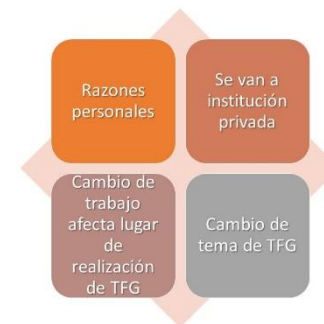 Razones
personales
Se van a
institución
privada
Cambio de
trabajo
afecta lugar
de
realización
de TFG
Cambio de
tema de TFG